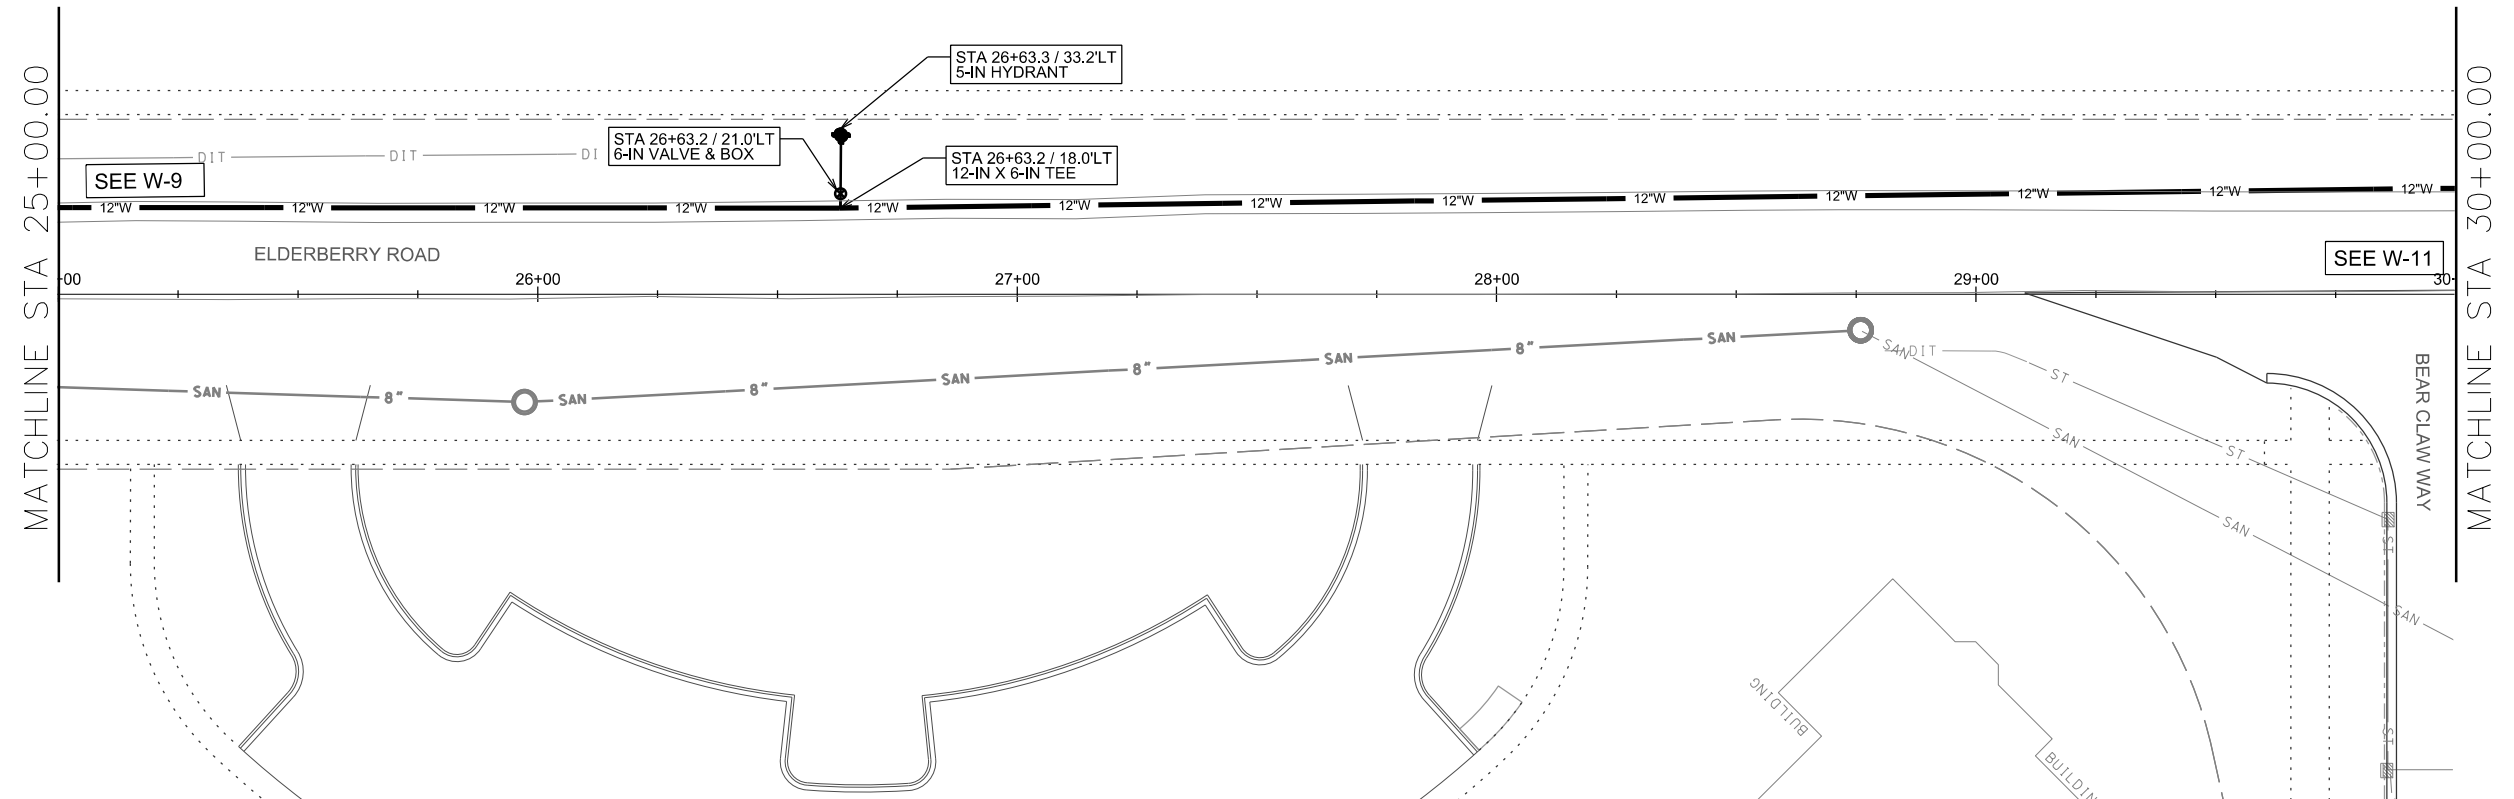 MATCHLINE STA 25+00.00
STA 26+63.3 / 33.2'LT
5-IN HYDRANT
STA 26+63.2 / 21.0'LT
6-IN VALVE & BOX
STA 26+63.2 / 18.0'LT
12-IN X 6-IN TEE
DIT
DIT
DI
SEE W-9
12"W
12"W
12"W
12"W
12"W
12"W
12"W
12"W
12"W
12"W
12"W
12"W
12"W
ELDERBERRY ROAD
SEE W-11
00
26+00
27+00
28+00
29+00
30
SAN
8"
SAN
8"
SAN
8"
SAN
8"
SAN
SAN
DIT
ST
SAN
ST
SAN
ST
SAN
ST
BEAR CLAW WAY
BUILDING
BUILDIN
MATCHLINE STA 30+00.00